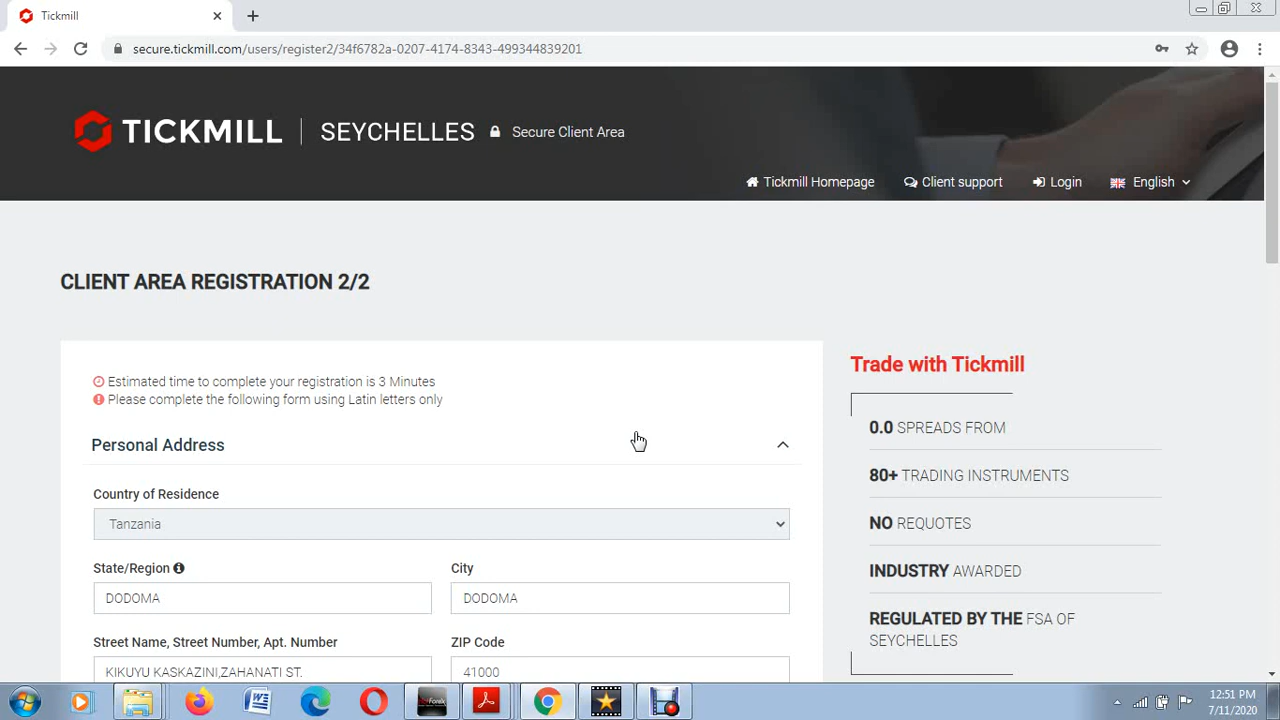 Tickmill
secure.tickmill.com/users/register2/34f6782a-0207-4174-8343-499344839201
TICKMILL SEYCHELLES Secure Client Area
Tickmill Homepage Client support Login English
CLIENT AREA REGISTRATION 2/2
Estimated time to complete your registration is 3 Minutes
Please complete the following form using Latin letters only
Personal Address
Country of Residence
Tanzania
State/Region City
DODOMA DODOMA
Street Name, Street Number, Apt. Number ZIP Code
KIKUYU KASKAZINI,ZAHANATI ST. 41000
Trade with Tickmill
0.0 SPREADS FROM
80+ TRADING INSTRUMENTS
NO REQUOTES
INDUSTRY AWARDED
REGULATED BY THE FSA OF
SEYCHELLES
12:51 PM
7/11/2020